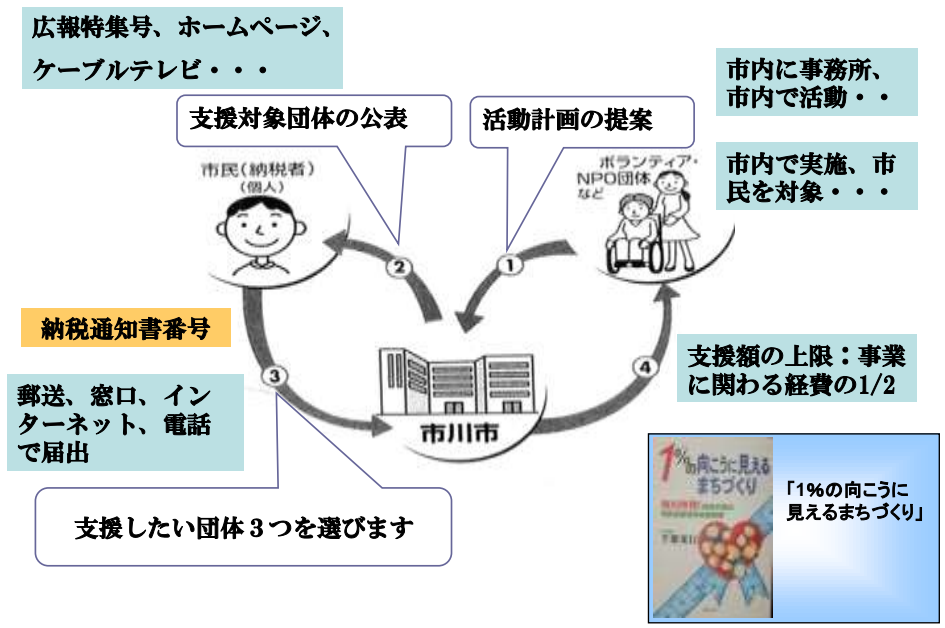 広報特集号、ホームページ、
ケーブルテレビ・・・
支援対象団体の公表
活動計画の提案
市内に事務所、
市内で活動・・
市内で実施、市
民を対象・・・
市民(納税者)
(個人)
ボランティア・
NPO団体
など
2
1
納税通知書番号
3
4
郵送、窓口、イン
ターネット、電話
で届出
市川市
支援額の上限:事業
に関わる経費の1/2
支援したい団体3つを選びます
1%の向こうに見える
まちづくり
「1%の向こうに
見えるまちづくり」